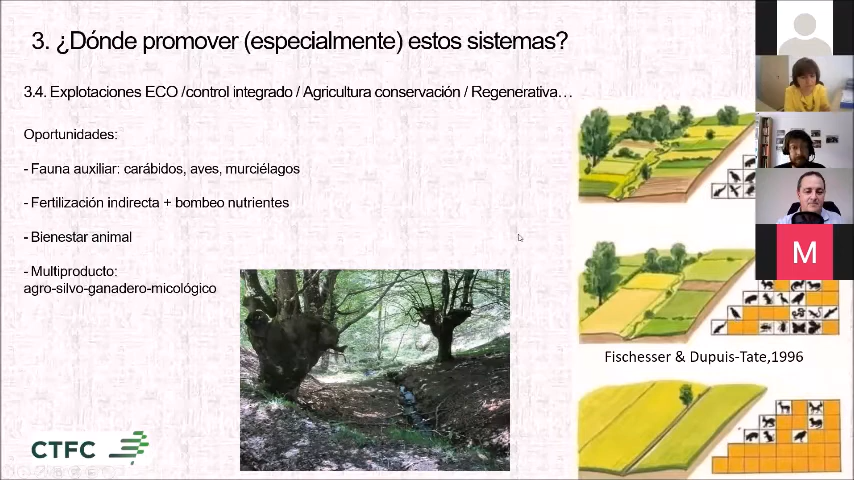 3. ¿Dónde promover (especialmente) estos sistemas?
3.4. Explotaciones ECO /control integrado / Agricultura conservación / Regenerativa…
Oportunidades:
- Fauna auxiliar: carábidos, aves, murciélagos
- Fertilización indirecta + bombeo nutrientes
- Bienestar animal
- Multiproducto:
agro-silvo-ganadero-micológico
M
Fischesser & Dupuis-Tate,1996
CTFC